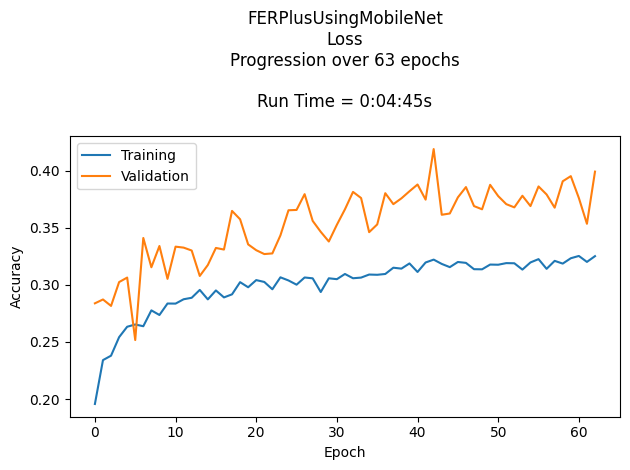 FERPlusUsingMobileNet
Loss
Progression over 63 epochs
Run Time = 0:04:45s
Training
Validation
0.40
0.35
0.30
0.25
0.20
Accuracy
0
10
20
30
40
50
60
Epoch